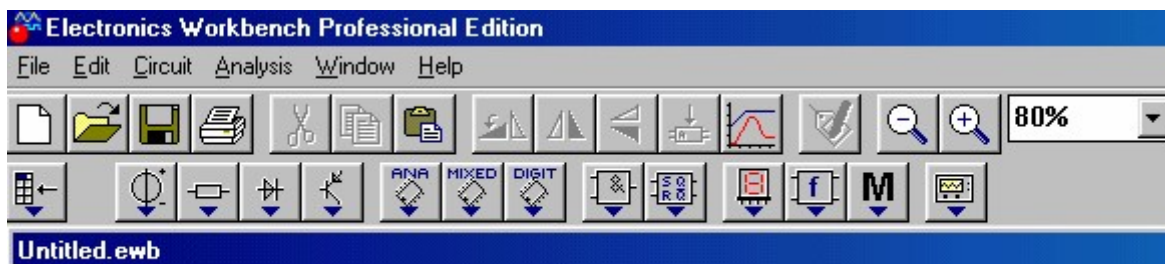 Electronics Workbench Professional Edition
File Edit Circuit Analysis Window Help
80%
ANA MIXED DIGIT & S Q R Q f M
Untitled.ewb